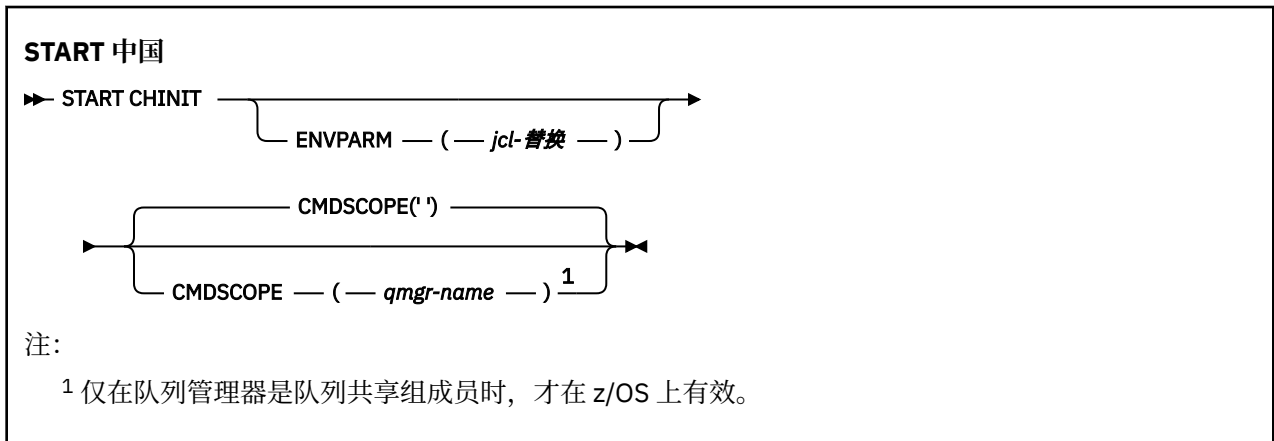 START 中国
START CHINIT
ENVPARM ( jcl-替换 )
CMDSCOPE(' ')
CMDSCOPE ( qmgr-name ) 1
注：
1 仅在队列管理器是队列共享组成员时，才在 z/OS 上有效。